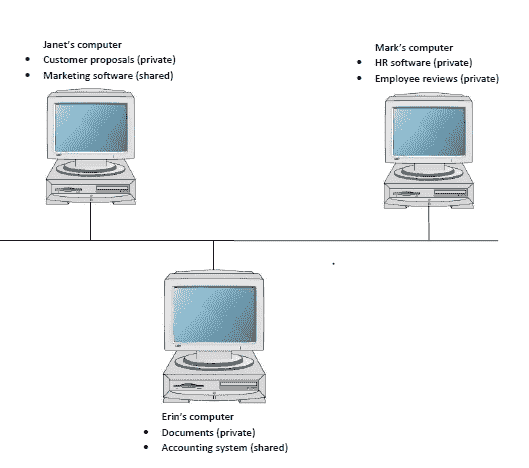 Janet's computer
• Customer proposals (private)
• Marketing software (shared)
Mark's computer
• HR software (private)
• Employee reviews (private)
Erin's computer
• Documents (private)
• Accounting system (shared)